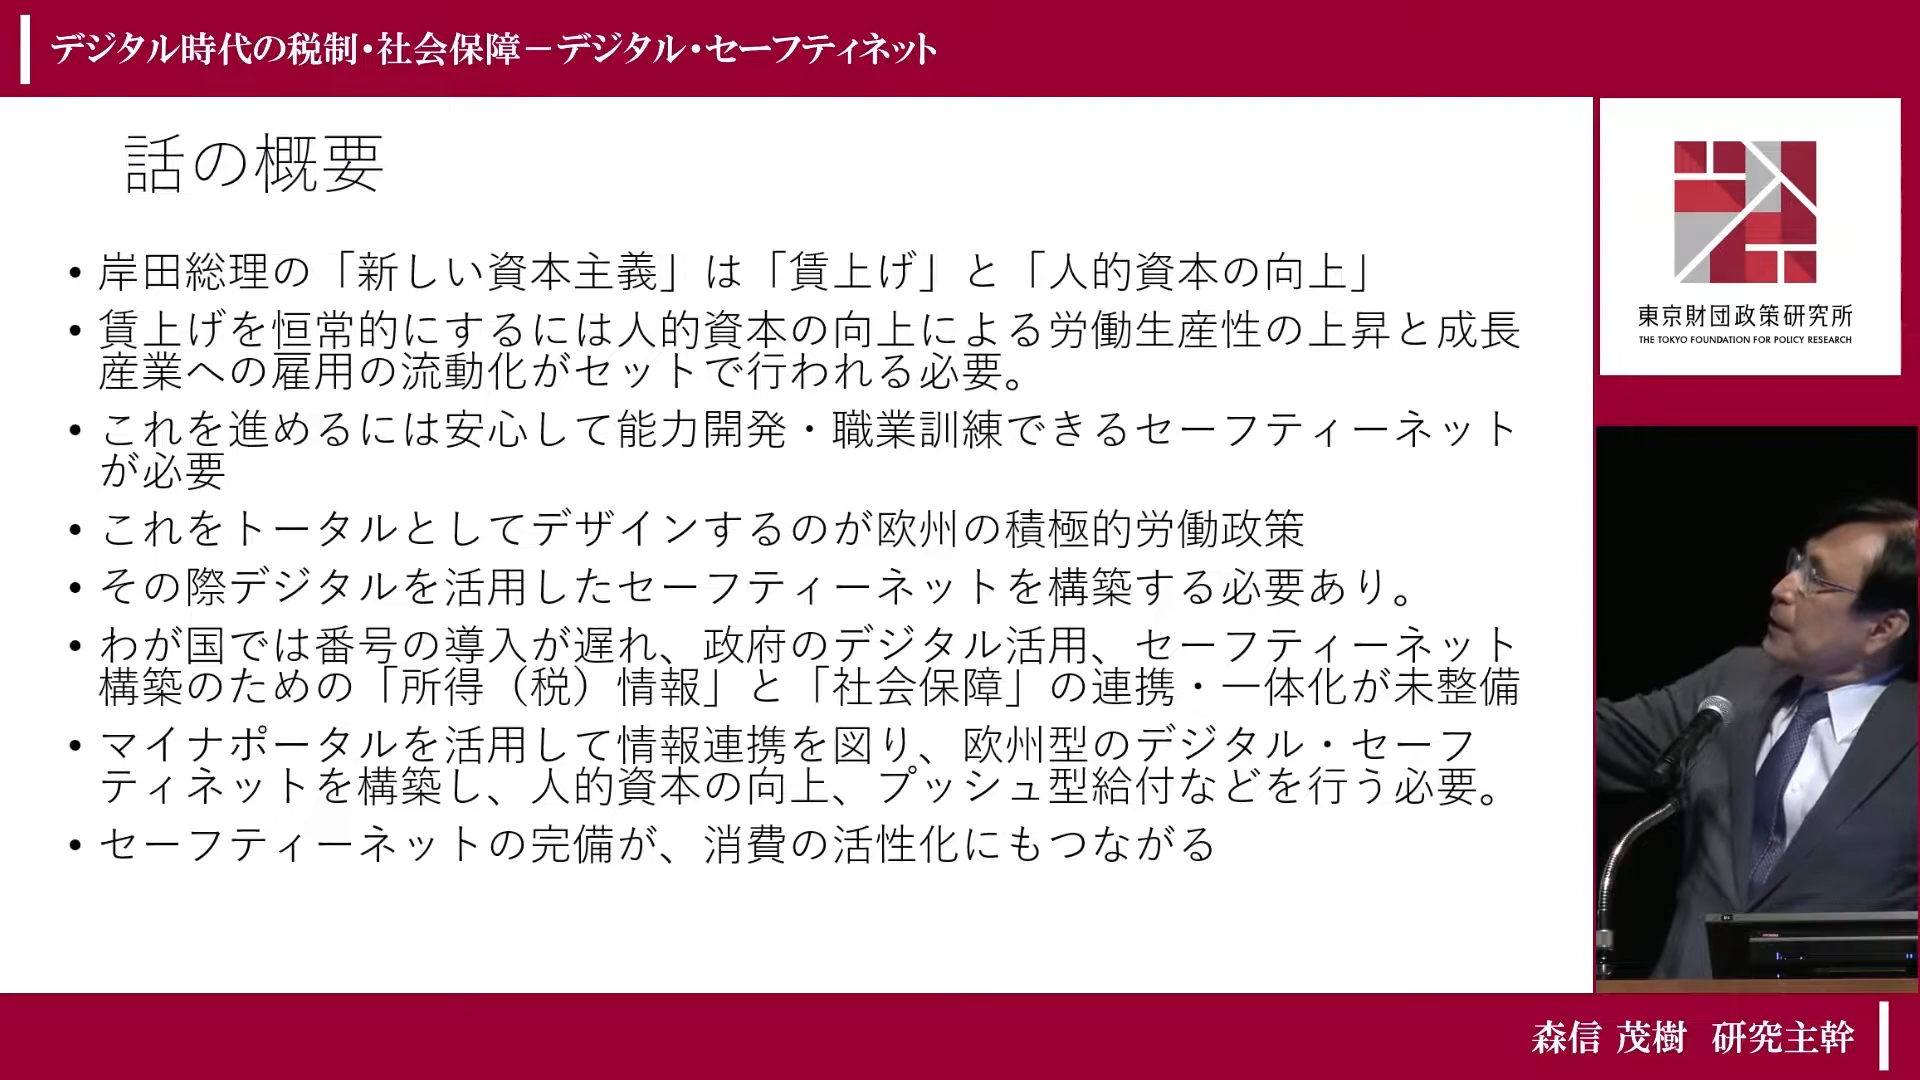 デジタル時代の税制・社会保障－デジタル・セーフティネット
話の概要
• 岸田総理の「新しい資本主義」は「賃上げ」と「人的資本の向上」
• 賃上げを恒常的にするには人的資本の向上による労働生産性の上昇と成長
産業への雇用の流動化がセットで行われる必要。
• これを進めるには安心して能力開発・職業訓練できるセーフティーネット
が必要
• これをトータルとしてデザインするのが欧州の積極的労働政策
• その際デジタルを活用したセーフティーネットを構築する必要あり。
• わが国では番号の導入が遅れ、政府のデジタル活用、セーフティーネット
構築のための「所得（税）情報」と「社会保障」の連携・一体化が未整備
• マイナポータルを活用して情報連携を図り、欧州型のデジタル・セーフ
ティネットを構築し、人的資本の向上、プッシュ型給付などを行う必要。
• セーフティーネットの完備が、消費の活性化にもつながる
東京財団政策研究所
THE TOKYO FOUNDATION FOR POLICY RESEARCH
森信 茂樹 研究主幹